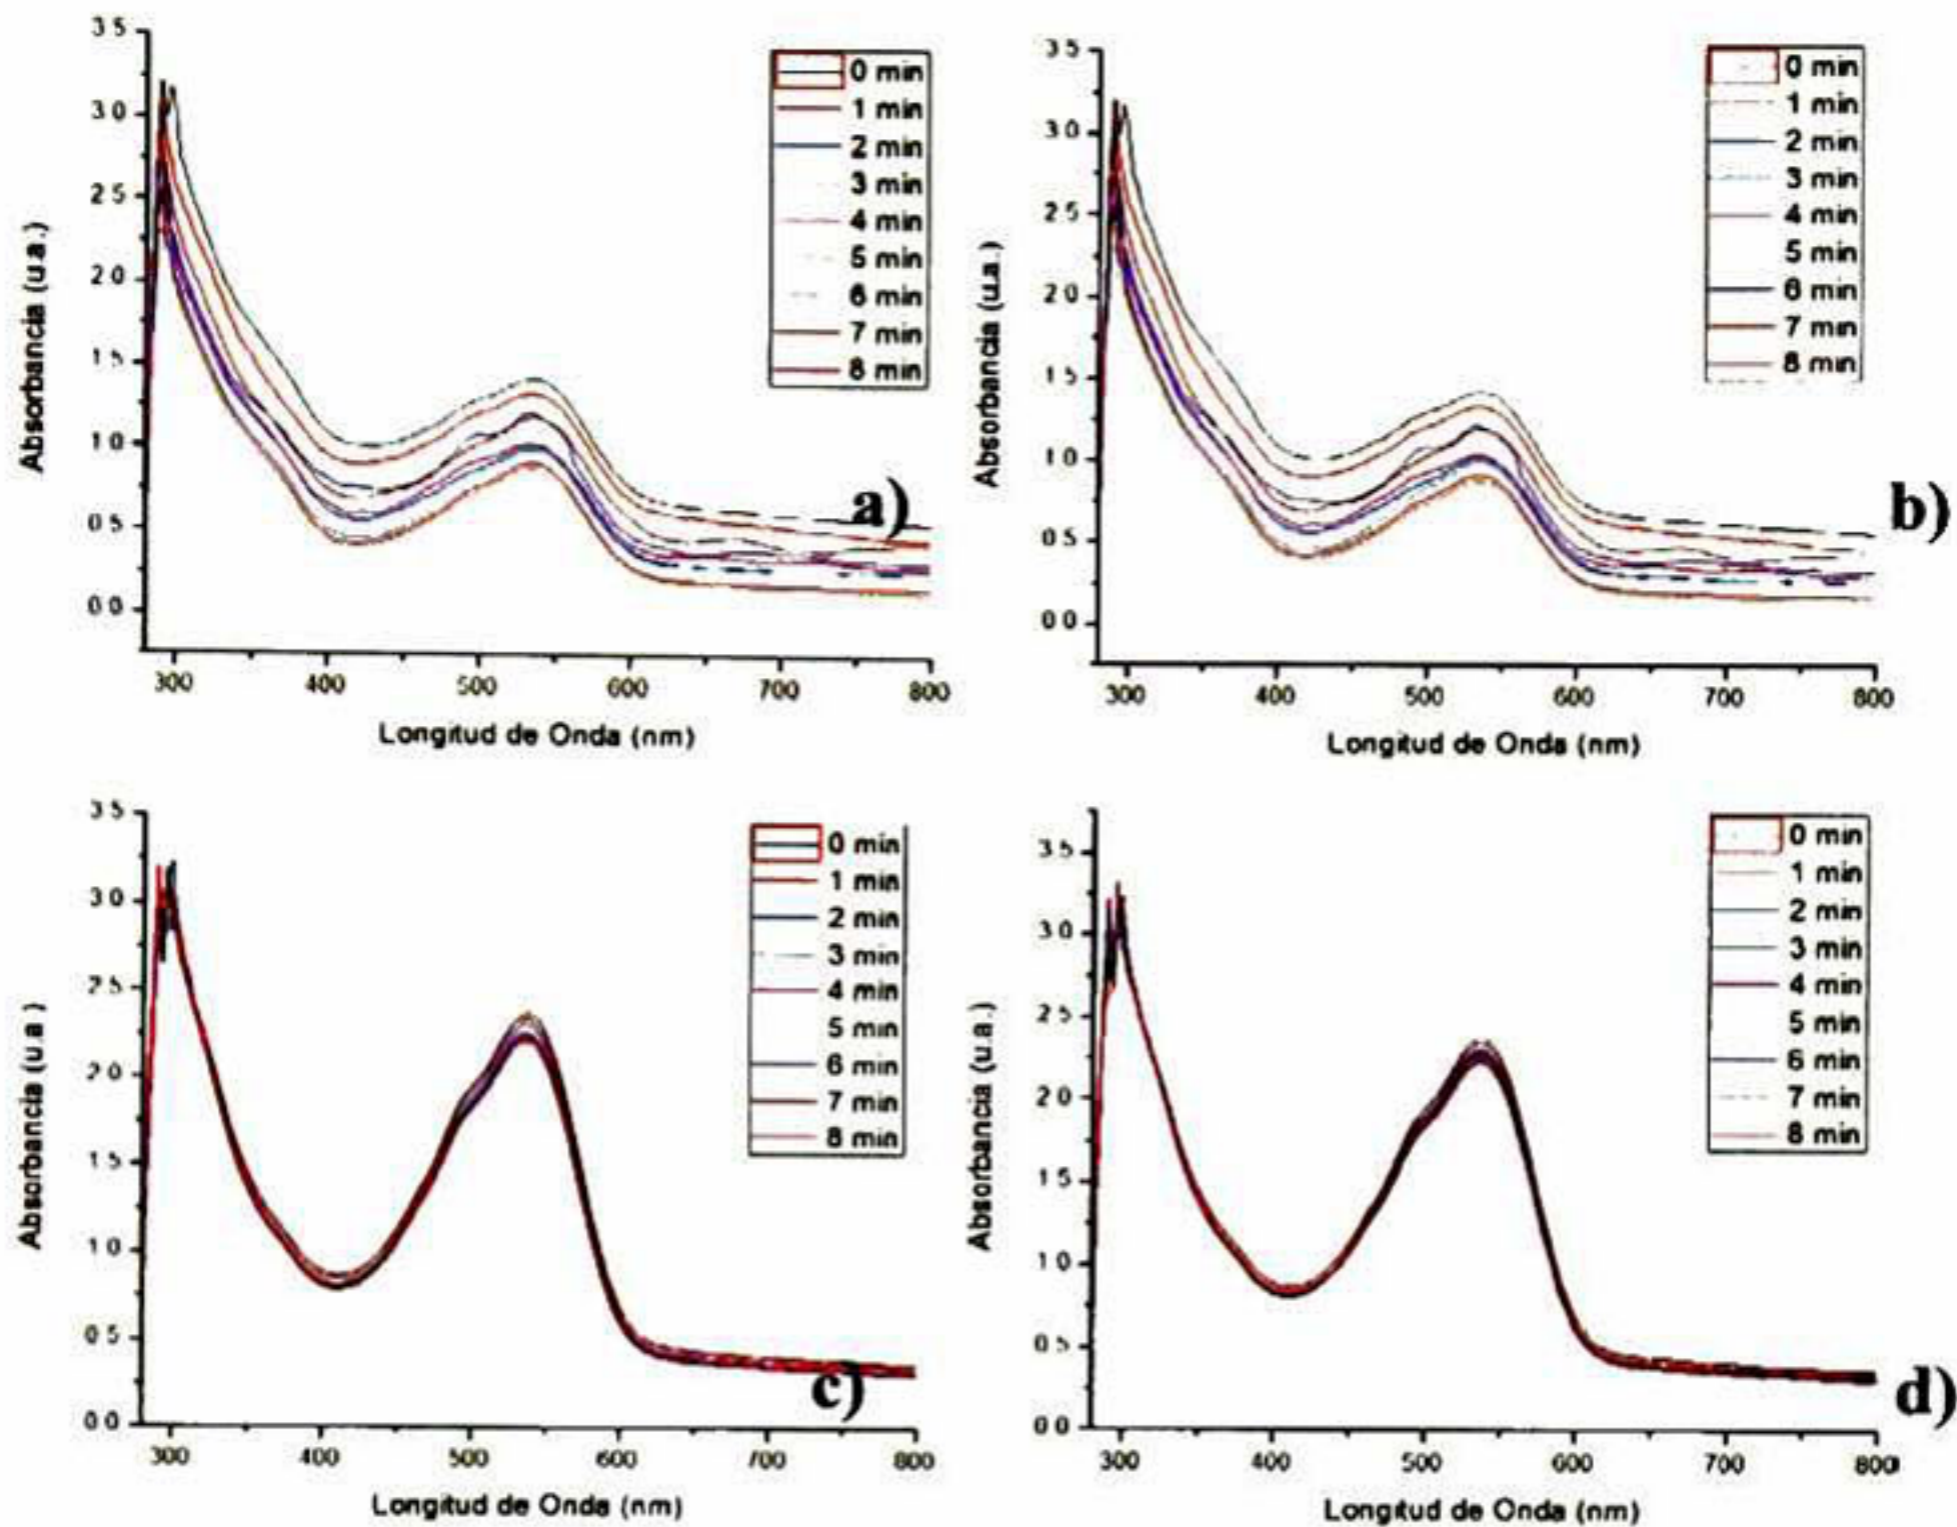 3 5
3 0
2 5
2 0
1 5
1 0
0 5
0 0
Absorbancia (u.a.)
300 400 500 600 700 800
Longitud de Onda (nm)
0 min
1 min
2 min
3 min
4 min
5 min
6 min
7 min
8 min
a)
3 5
3 0
2 5
2 0
1 5
1 0
0 5
0 0
Absorbancia (u.a.)
300 400 500 600 700 800
Longitud de Onda (nm)
0 min
1 min
2 min
3 min
4 min
5 min
6 min
7 min
8 min
b)
3 5
3 0
2 5
2 0
1 5
1 0
0 5
0 0
Absorbancia (u.a )
300 400 500 600 700 800
Longitud de Onda (nm)
0 min
1 min
2 min
3 min
4 min
5 min
6 min
7 min
8 min
c)
3 5
3 0
2 5
2 0
1 5
1 0
0 5
0 0
Absorbancia (u.a.)
300 400 500 600 700 800
Longitud de Onda (nm)
0 min
1 min
2 min
3 min
4 min
5 min
6 min
7 min
8 min
d)